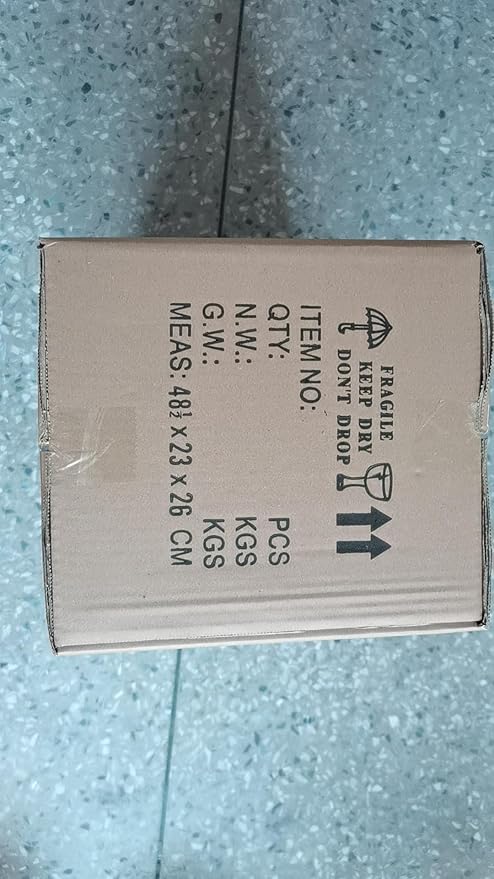 FRAGILE
KEEP DRY
DON'T DROP
ITEM NO:
QTY: PCS
N.W.: KGS
G.W.: KGS
MEAS: 48½ x 23 x 26 CM